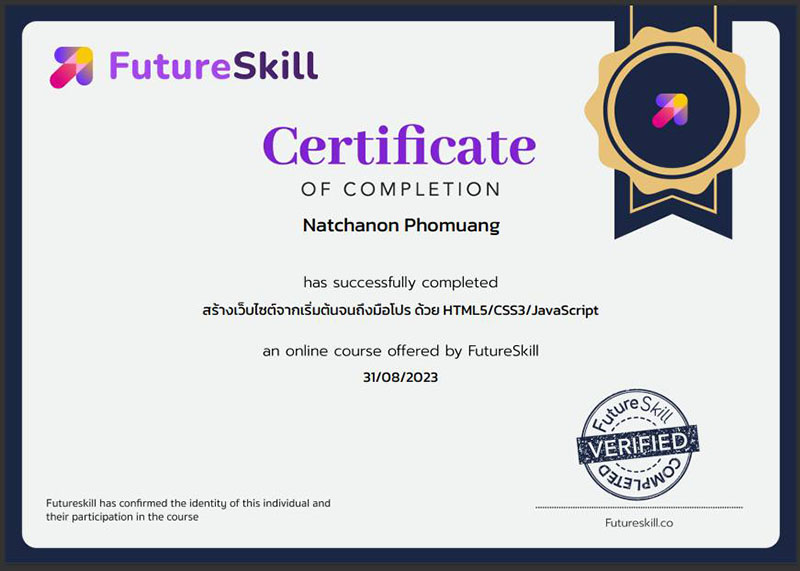 FutureSkill
Certificate
OF COMPLETION
Natchanon Phomuang
has successfully completed
สร้างเว็บไซต์จากเริ่มต้นจนถึงมือโปร ด้วย HTML5/CSS3/JavaScript
an online course offered by FutureSkill
31/08/2023
FutureSkill
VERIFIED
COMPLETED
Futureskill has confirmed the identity of this individual and
their participation in the course
Futureskill.co